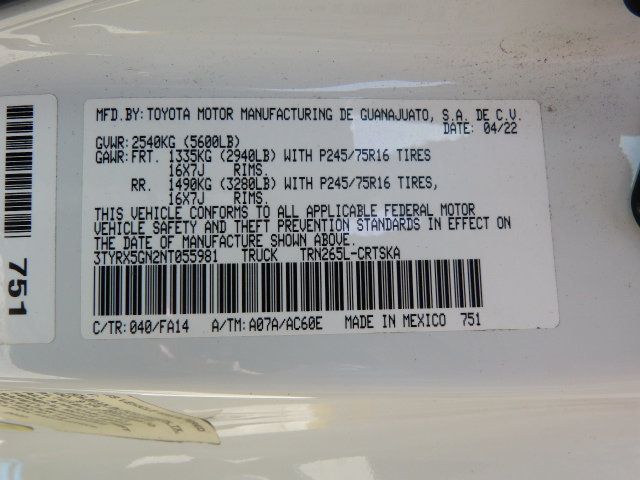 MFD.BY: TOYOTA MOTOR MANUFACTURING DE GUANAJUATO, S.A. DE C.V.
DATE: 04/22
GVWR: 2540KG (5600LB)
GAWR: FRT. 1335KG (2940LB) WITH P245/75R16 TIRES
16X7J RIMS.
RR. 1490KG (3280LB) WITH P245/75R16 TIRES,
16X7J RIMS.
THIS VEHICLE CONFORMS TO ALL APPLICABLE FEDERAL MOTOR
VEHICLE SAFETY AND THEFT PREVENTION STANDARDS IN EFFECT ON
THE DATE OF MANUFACTURE SHOWN ABOVE.
3TYRX5GN2NT055981 TRUCK TRN265L-CRTSKA
C/TR: 040/FA14 A/TM: A07A/AC60E MADE IN MEXICO 751
751